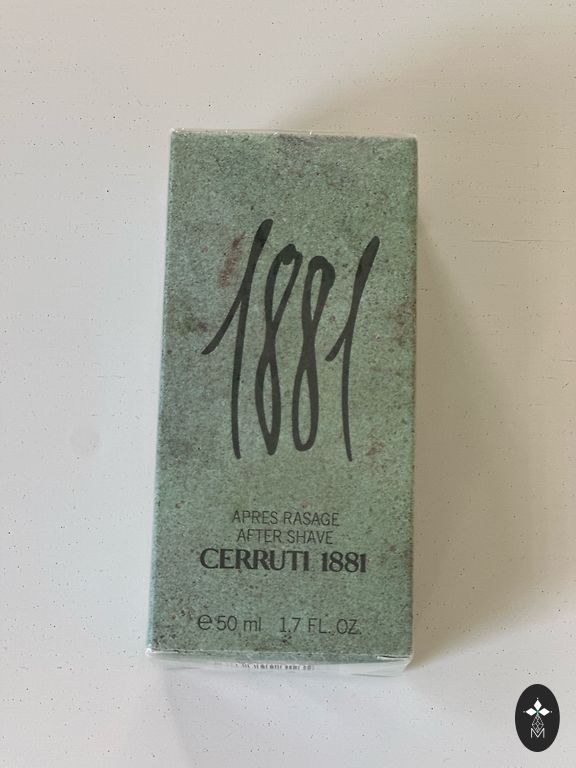 1881
APRES RASAGE
AFTER SHAVE
CERRUTI 1881
e 50 ml 1.7 FL. OZ.
M